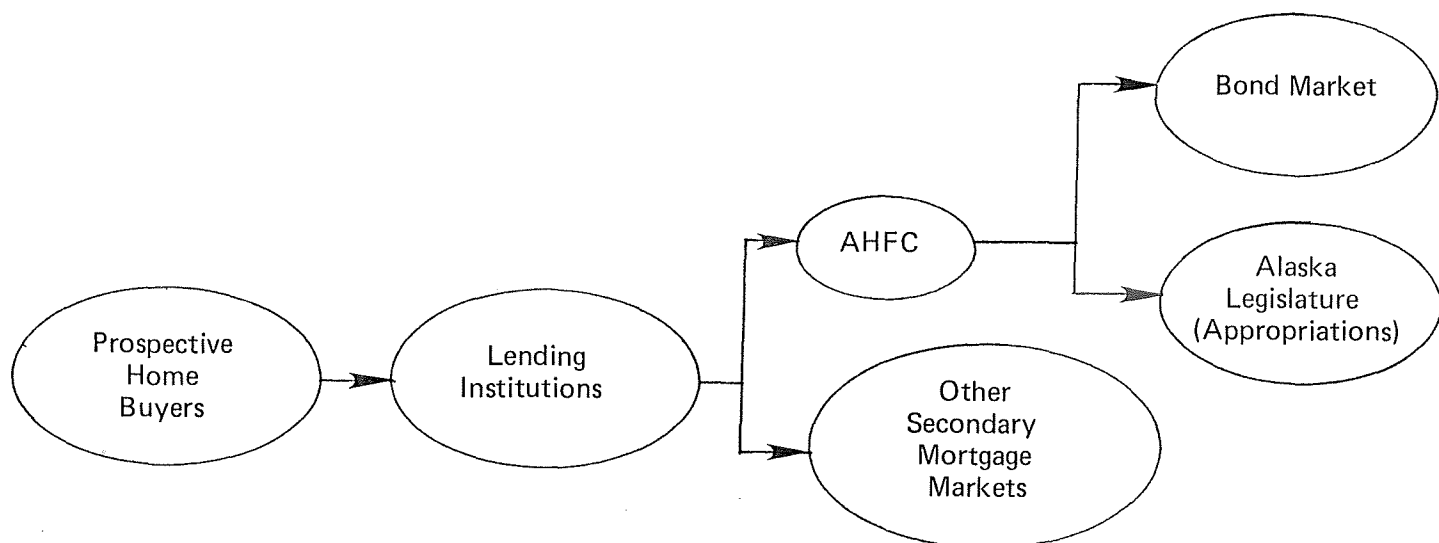 Prospective
Home
Buyers
Lending
Institutions
AHFC
Other
Secondary
Mortgage
Markets
Bond Market
Alaska
Legislature
(Appropriations)